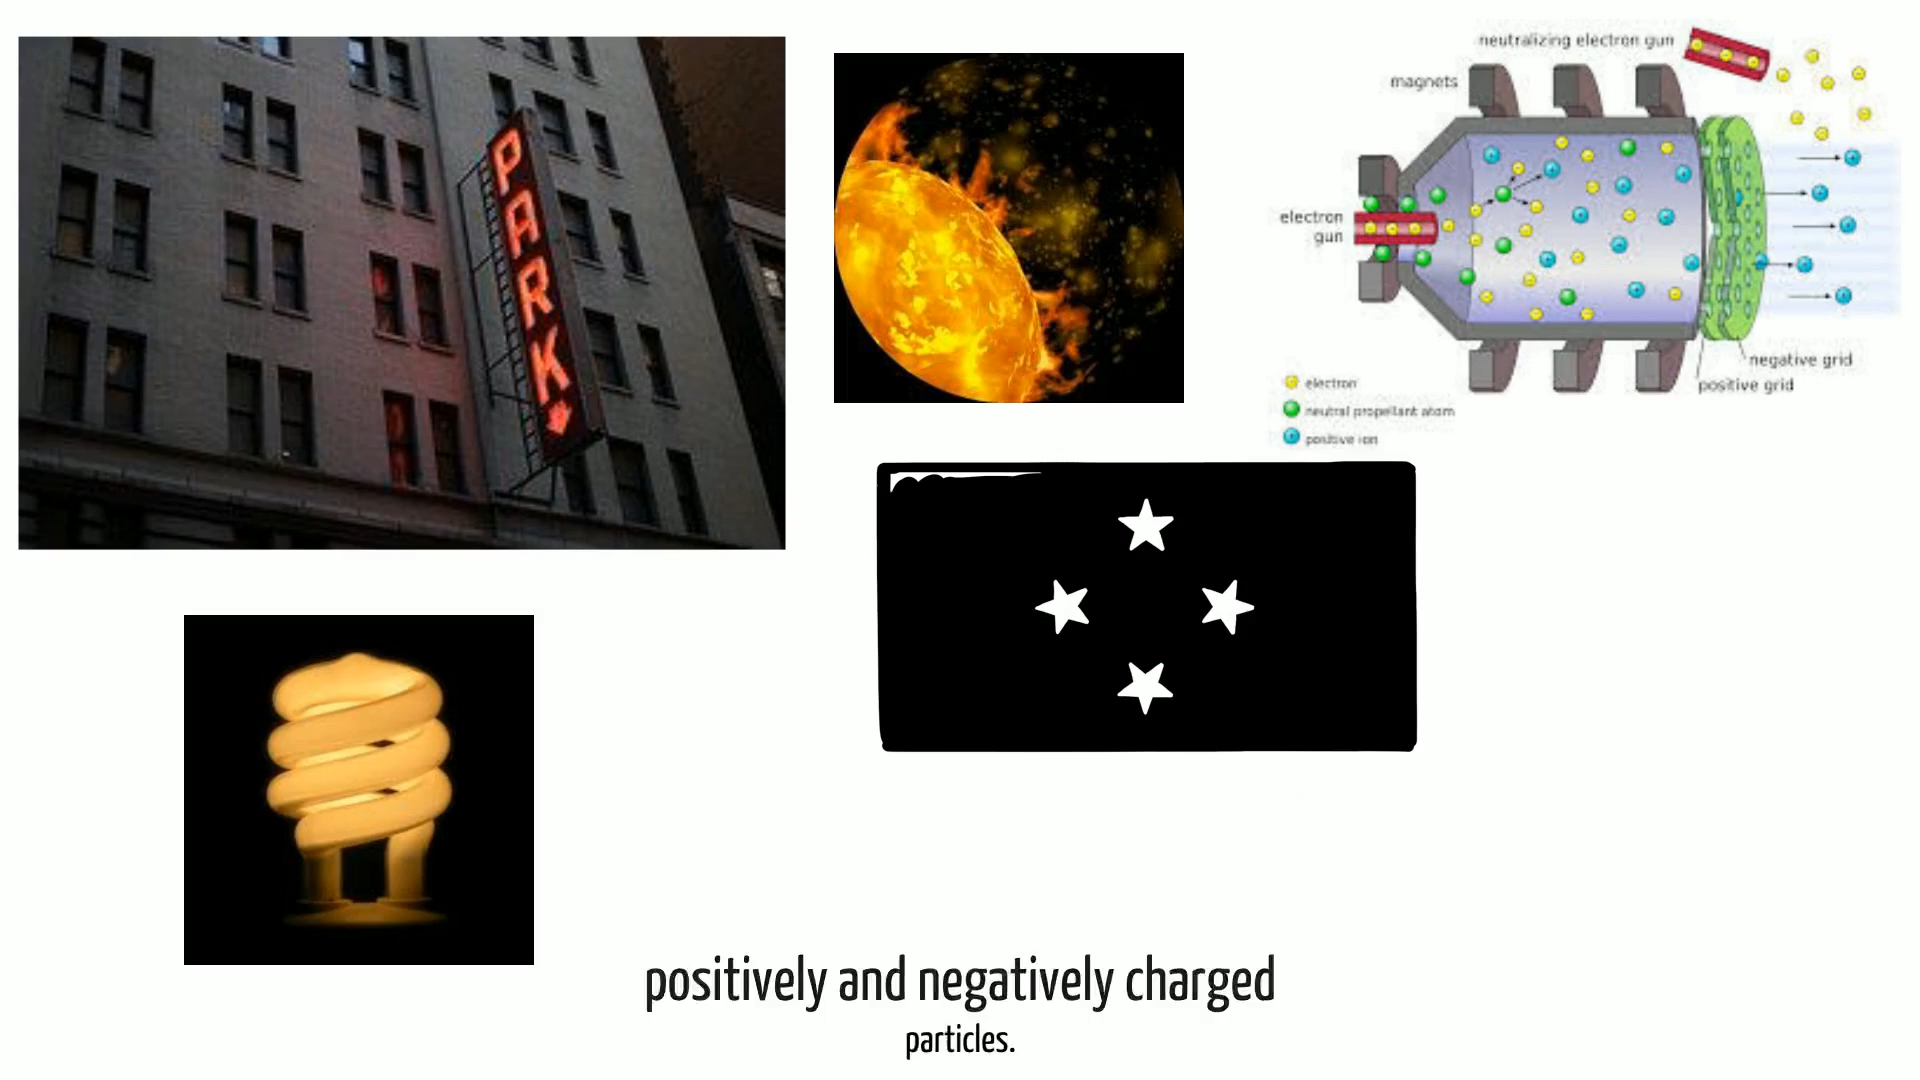 PARK
neutralizing electron gun
magnets
electron
gun
negative grid
positive grid
electron
neutral propellant atom
positive ion
positively and negatively charged
particles.